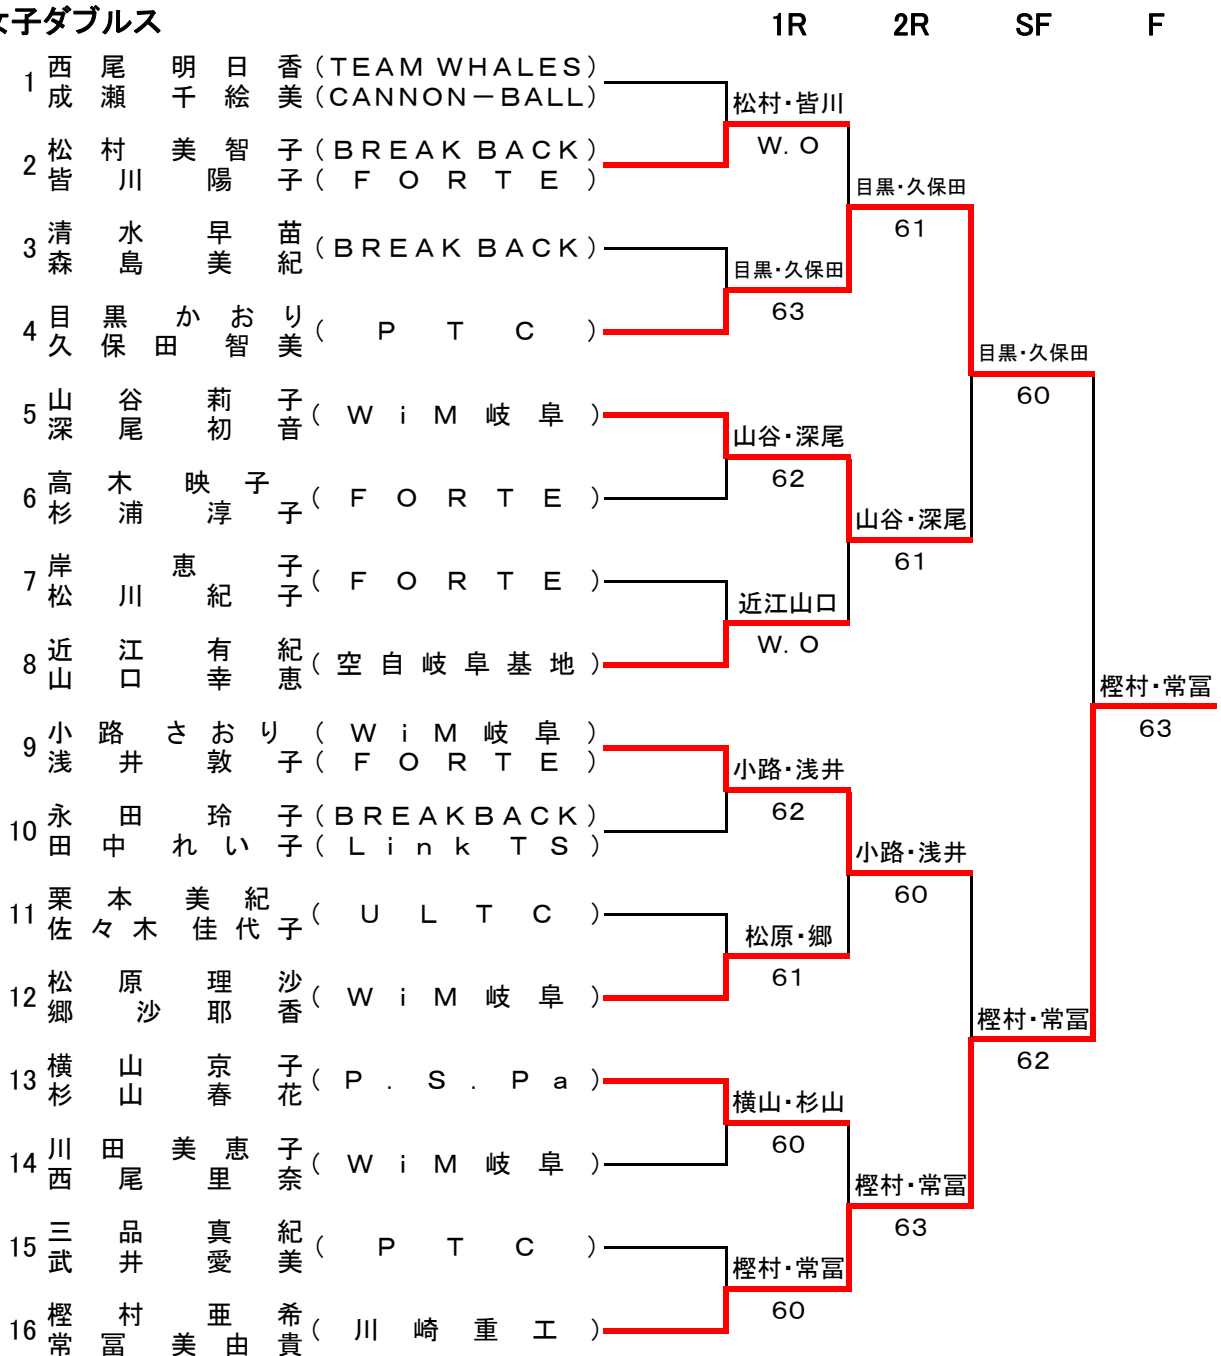 女子ダブルス 1R 2R SF F
1 西尾 明日香 (TEAM WHALES)
成瀬 千絵美 (CANNON－BALL)
松村・皆川
W.O
2 松村 美智子 (BREAK BACK)
皆川 陽子 (FORTE)
目黒・久保田
61
3 清水 早苗 (BREAK BACK)
森島 美紀
目黒・久保田
63
4 目黒 かおり (PTC)
久保田 智美
目黒・久保田
60
5 山谷 莉子 (WiM岐阜)
深尾 初音
山谷・深尾
62
6 高木 映子 (FORTE)
杉浦 淳子
山谷・深尾
61
7 岸 恵子 (FORTE)
松川 紀子
近江山口
W.O
8 近江 有紀 (空自岐阜基地)
山口 幸恵
樫村・常冨
63
9 小路 さおり (WiM岐阜)
浅井 敦子 (FORTE)
小路・浅井
62
10 永田 玲子 (BREAKBACK)
田中 れい子 (Link TS)
小路・浅井
60
11 栗本 美紀 (ULTC)
佐々木 佳代子
松原・郷
61
12 松原 理沙 (WiM岐阜)
郷 沙耶香
樫村・常冨
62
13 横山 京子 (P.S.Pa)
杉山 春花
横山・杉山
60
14 川田 美恵子 (WiM岐阜)
西尾 里奈
樫村・常冨
63
15 三品 真紀 (PTC)
武井 愛美
樫村・常冨
60
16 樫村 亜希 (川崎重工)
常冨 美由貴